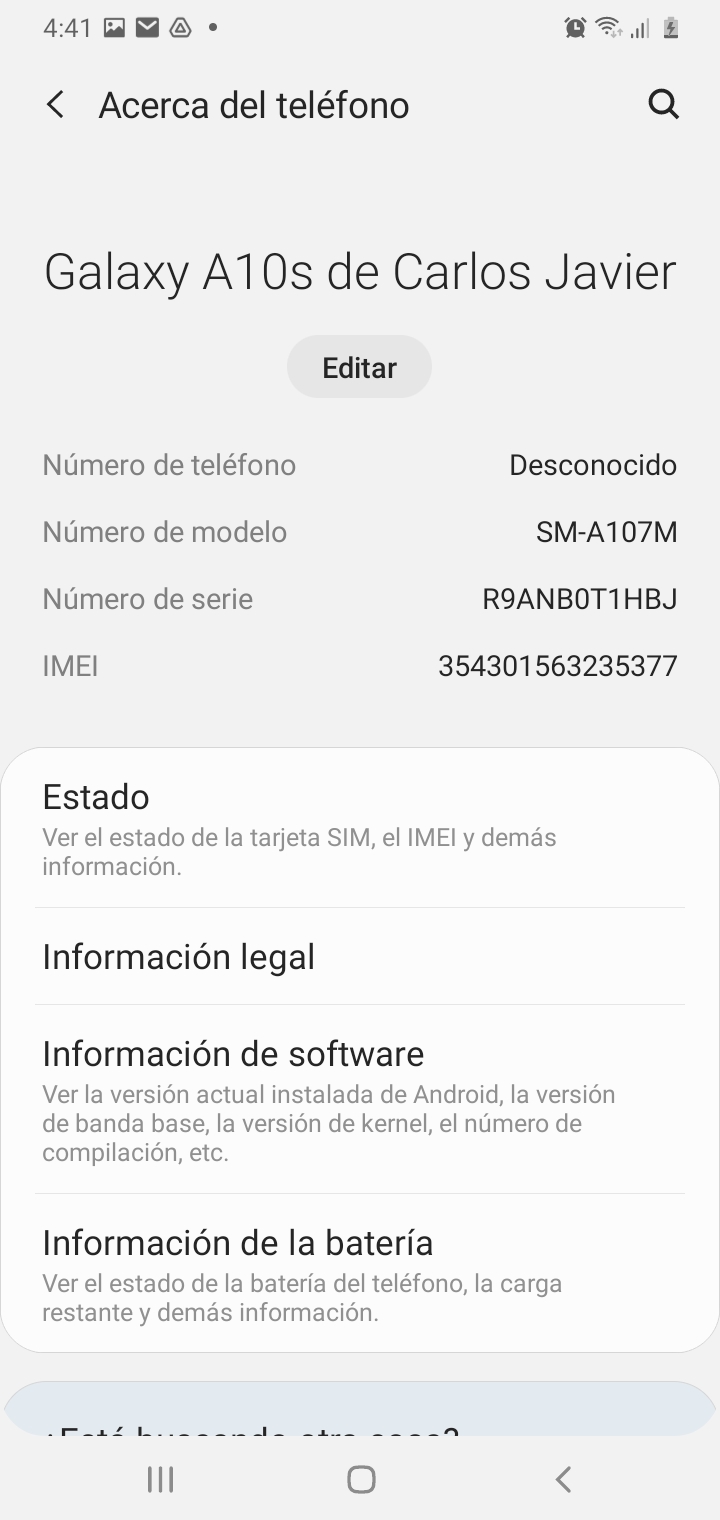 4:41
Acerca del teléfono
Galaxy A10s de Carlos Javier
Editar
Número de teléfono Desconocido
Número de modelo SM-A107M
Número de serie R9ANB0T1HBJ
IMEI 354301563235377
Estado
Ver el estado de la tarjeta SIM, el IMEI y demás
información.
Información legal
Información de software
Ver la versión actual instalada de Android, la versión
de banda base, la versión de kernel, el número de
compilación, etc.
Información de la batería
Ver el estado de la batería del teléfono, la carga
restante y demás información.
¿Está buscando otra cosa?